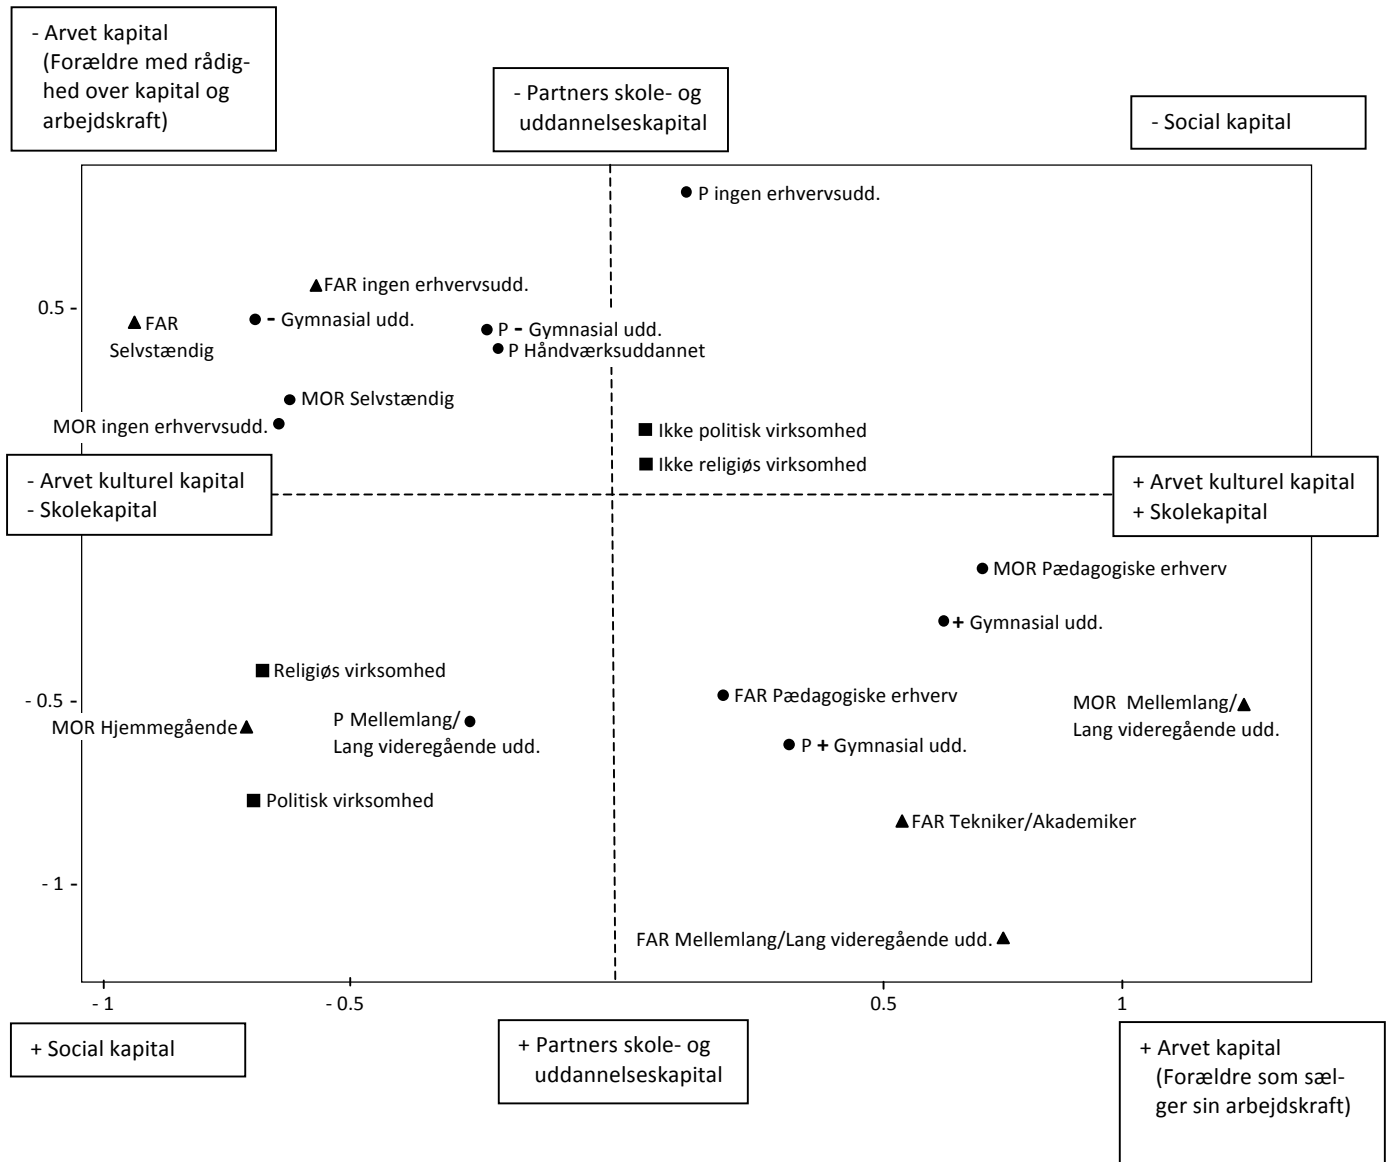 - Arvet kapital
(Forældre med rådig-
hed over kapital og
arbejdskraft)
- Partners skole- og
uddannelseskapital
- Social kapital
P ingen erhvervsudd.
FAR ingen erhvervsudd.
0.5
FAR
Selvstændig
- Gymnasial udd.
P - Gymnasial udd.
P Håndværksuddannet
MOR Selvstændig
MOR ingen erhvervsudd.
Ikke politisk virksomhed
Ikke religiøs virksomhed
- Arvet kulturel kapital
- Skolekapital
+ Arvet kulturel kapital
+ Skolekapital
MOR Pædagogiske erhverv
+ Gymnasial udd.
Religiøs virksomhed
- 0.5
FAR Pædagogiske erhverv
MOR Mellemlang/
Lang videregående udd.
MOR Hjemmegående
P Mellemlang/
Lang videregående udd.
P + Gymnasial udd.
Politisk virksomhed
FAR Tekniker/Akademiker
- 1
FAR Mellemlang/Lang videregående udd.
- 1
- 0.5
0.5
1
+ Social kapital
+ Partners skole- og
uddannelseskapital
+ Arvet kapital
(Forældre som sæl-
ger sin arbejdskraft)